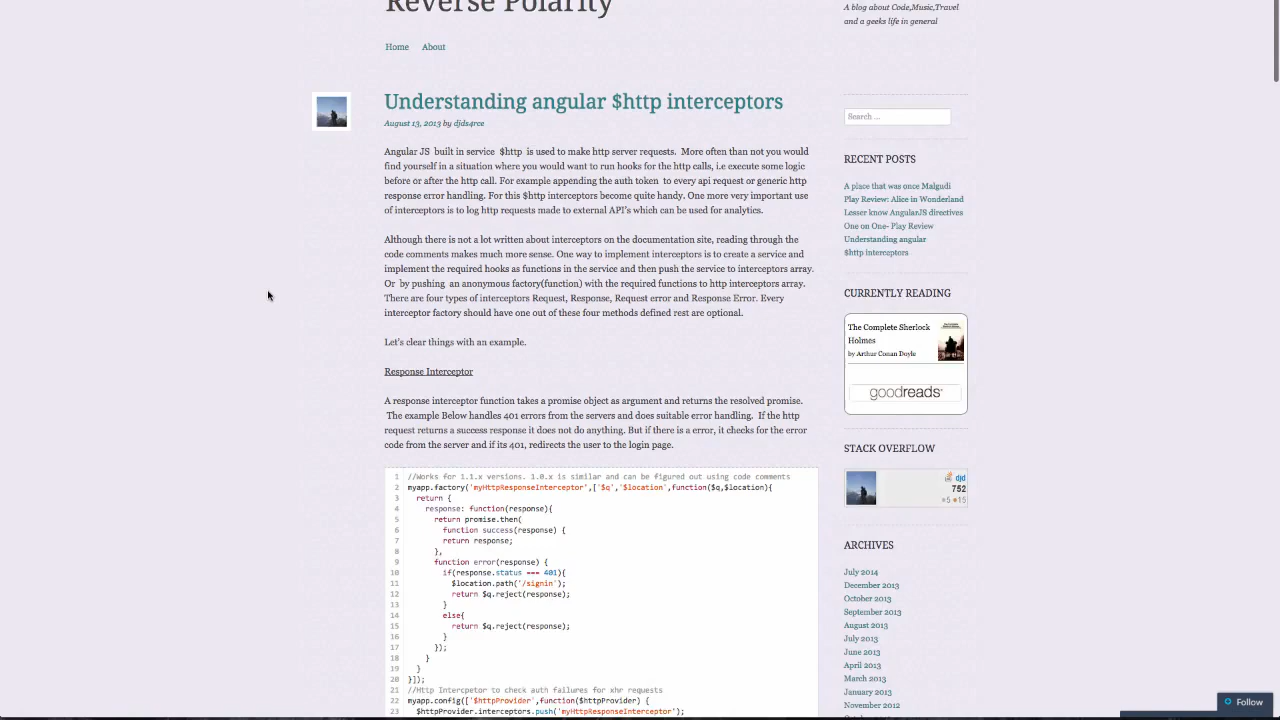 Reverse Polarity
Home About
Understanding angular $http interceptors
August 13, 2013 by djds4rce
Angular JS built in service $http is used to make http server requests. More often than not you would
find yourself in a situation where you would want to run hooks for the http calls, i.e execute some logic
before or after the http call. For example appending the auth token to every api request or generic http
response error handling. For this $http interceptors become quite handy. One more very important use
of interceptors is to log http requests made to external API's which can be used for analytics.
Although there is not a lot written about interceptors on the documentation site, reading through the
code comments makes much more sense. One way to implement interceptors is to create a service and
implement the required hooks as functions in the service and then push the service to interceptors array.
Or by pushing an anonymous factory(function) with the required functions to http interceptors array.
There are four types of interceptors Request, Response, Request error and Response Error. Every
interceptor factory should have one out of these four methods defined rest are optional.
Let's clear things with an example.
Response Interceptor
A response interceptor function takes a promise object as argument and returns the resolved promise.
The example Below handles 401 errors from the servers and does suitable error handling. If the http
request returns a success response it does not do anything. But if there is a error, it checks for the error
code from the server and if its 401, redirects the user to the login page.
1 //Works for 1.1.x versions. 1.0.x is similar and can be figured out using code comments
2 myapp.factory('myHttpResponseInterceptor',['$q','$location',function($q,$location){
3 return {
4 response: function(response){
5 return promise.then(
6 function success(response) {
7 return response;
8 },
9 function error(response) {
10 if(response.status === 401){
11 $location.path('/signin');
12 return $q.reject(response);
13 }
14 else{
15 return $q.reject(response);
16 }
17 });
18 }
19 }
20 }]);
21 //Http Intercpetor to check auth failures for xhr requests
22 myapp.config(['$httpProvider',function($httpProvider) {
23 $httpProvider.interceptors.push('myHttpResponseInterceptor');
A blog about Code,Music,Travel
and a geeks life in general
Search ...
RECENT POSTS
A place that was once Malgudi
Play Review: Alice in Wonderland
Lesser know AngularJS directives
One on One- Play Review
Understanding angular
$http interceptors
CURRENTLY READING
The Complete Sherlock
Holmes
by Arthur Conan Doyle
goodreads
STACK OVERFLOW
djd
752
5 15
ARCHIVES
July 2014
December 2013
October 2013
September 2013
August 2013
July 2013
June 2013
April 2013
March 2013
January 2013
November 2012
Follow